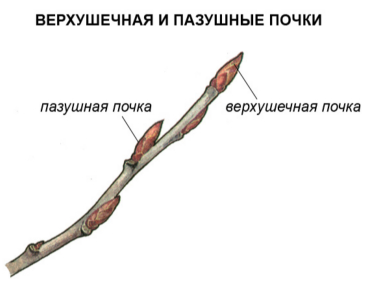 ВЕРХУШЕЧНАЯ И ПАЗУШНЫЕ ПОЧКИ
пазушная почка
верхушечная почка